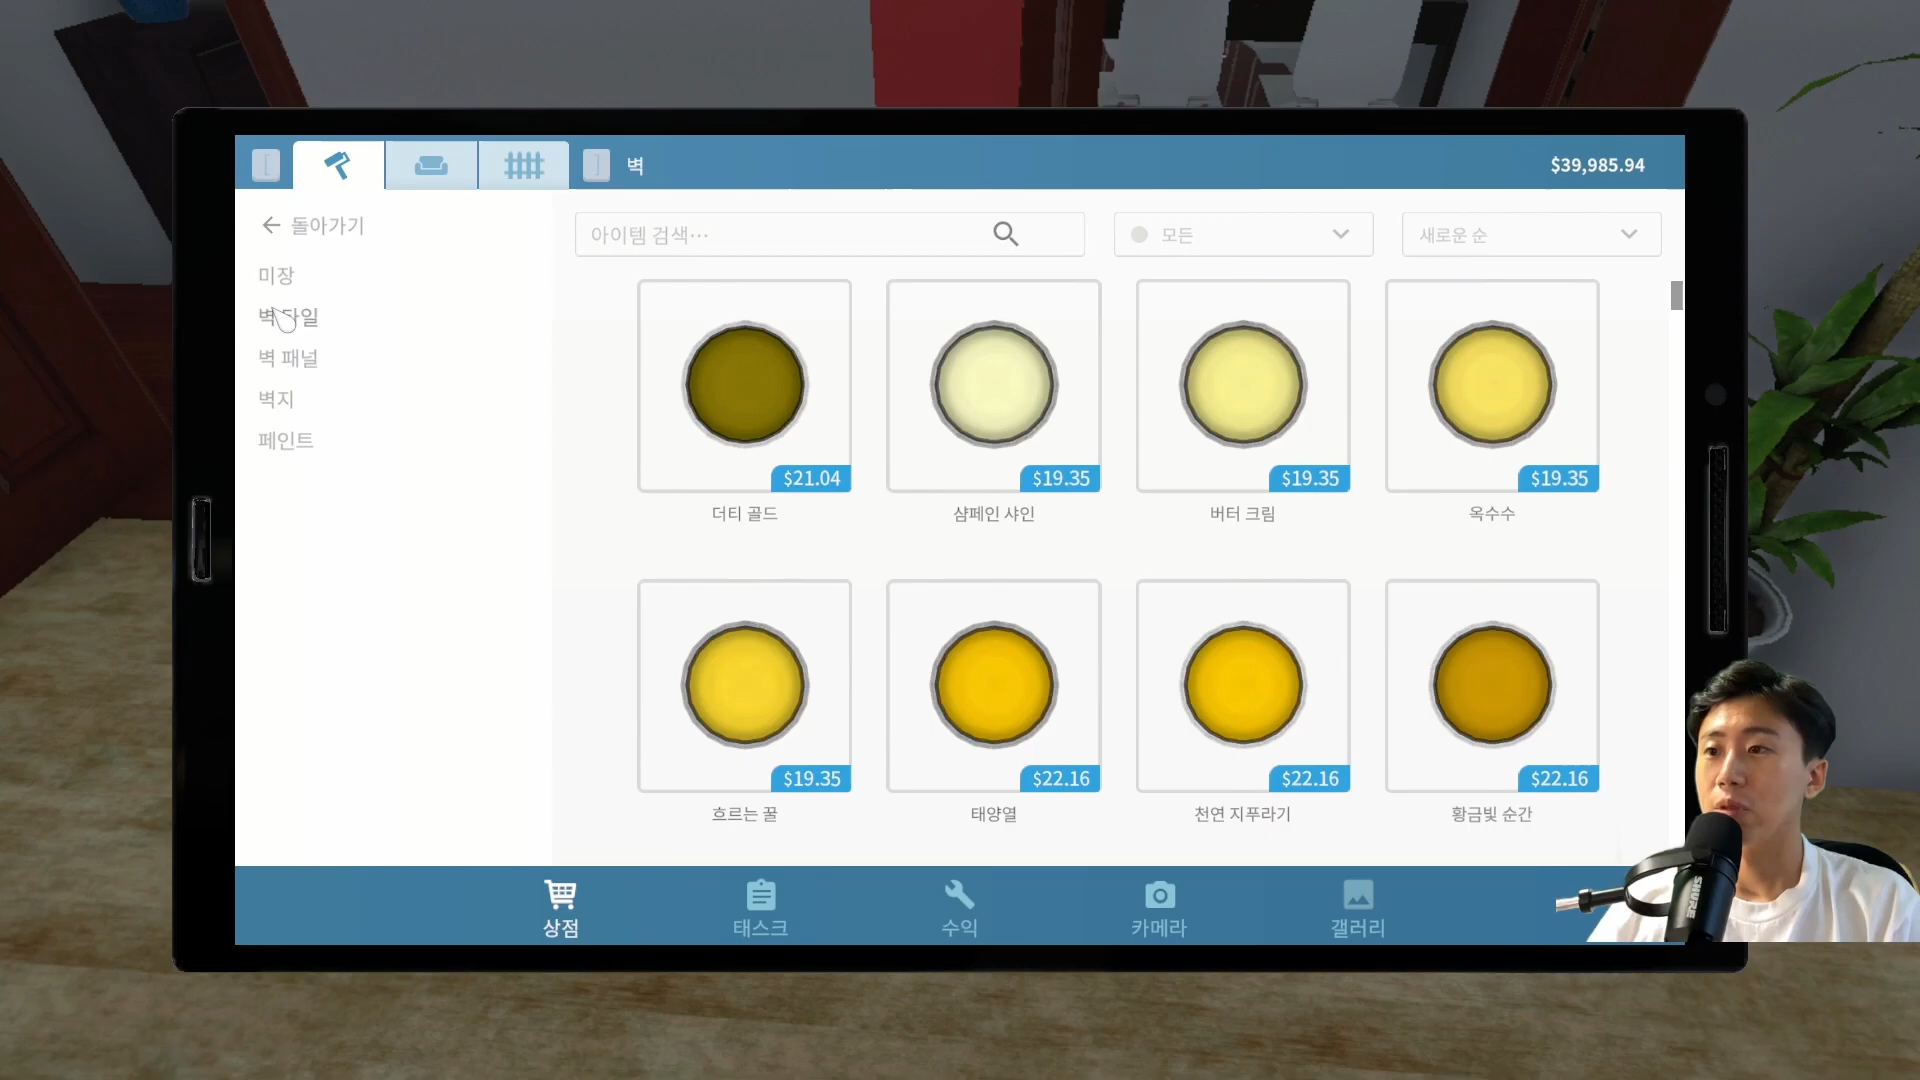 [
]
벽
$39,985.94
돌아가기
아이템 검색...
모든
새로운 순
미장
벽 타일
벽 패널
벽지
페인트
$21.04
$19.35
$19.35
$19.35
더티 골드
샴페인 샤인
버터 크림
옥수수
$19.35
$22.16
$22.16
$22.16
흐르는 꿀
태양열
천연 지푸라기
황금빛 순간
상점
태스크
수익
카메라
갤러리
SHURE